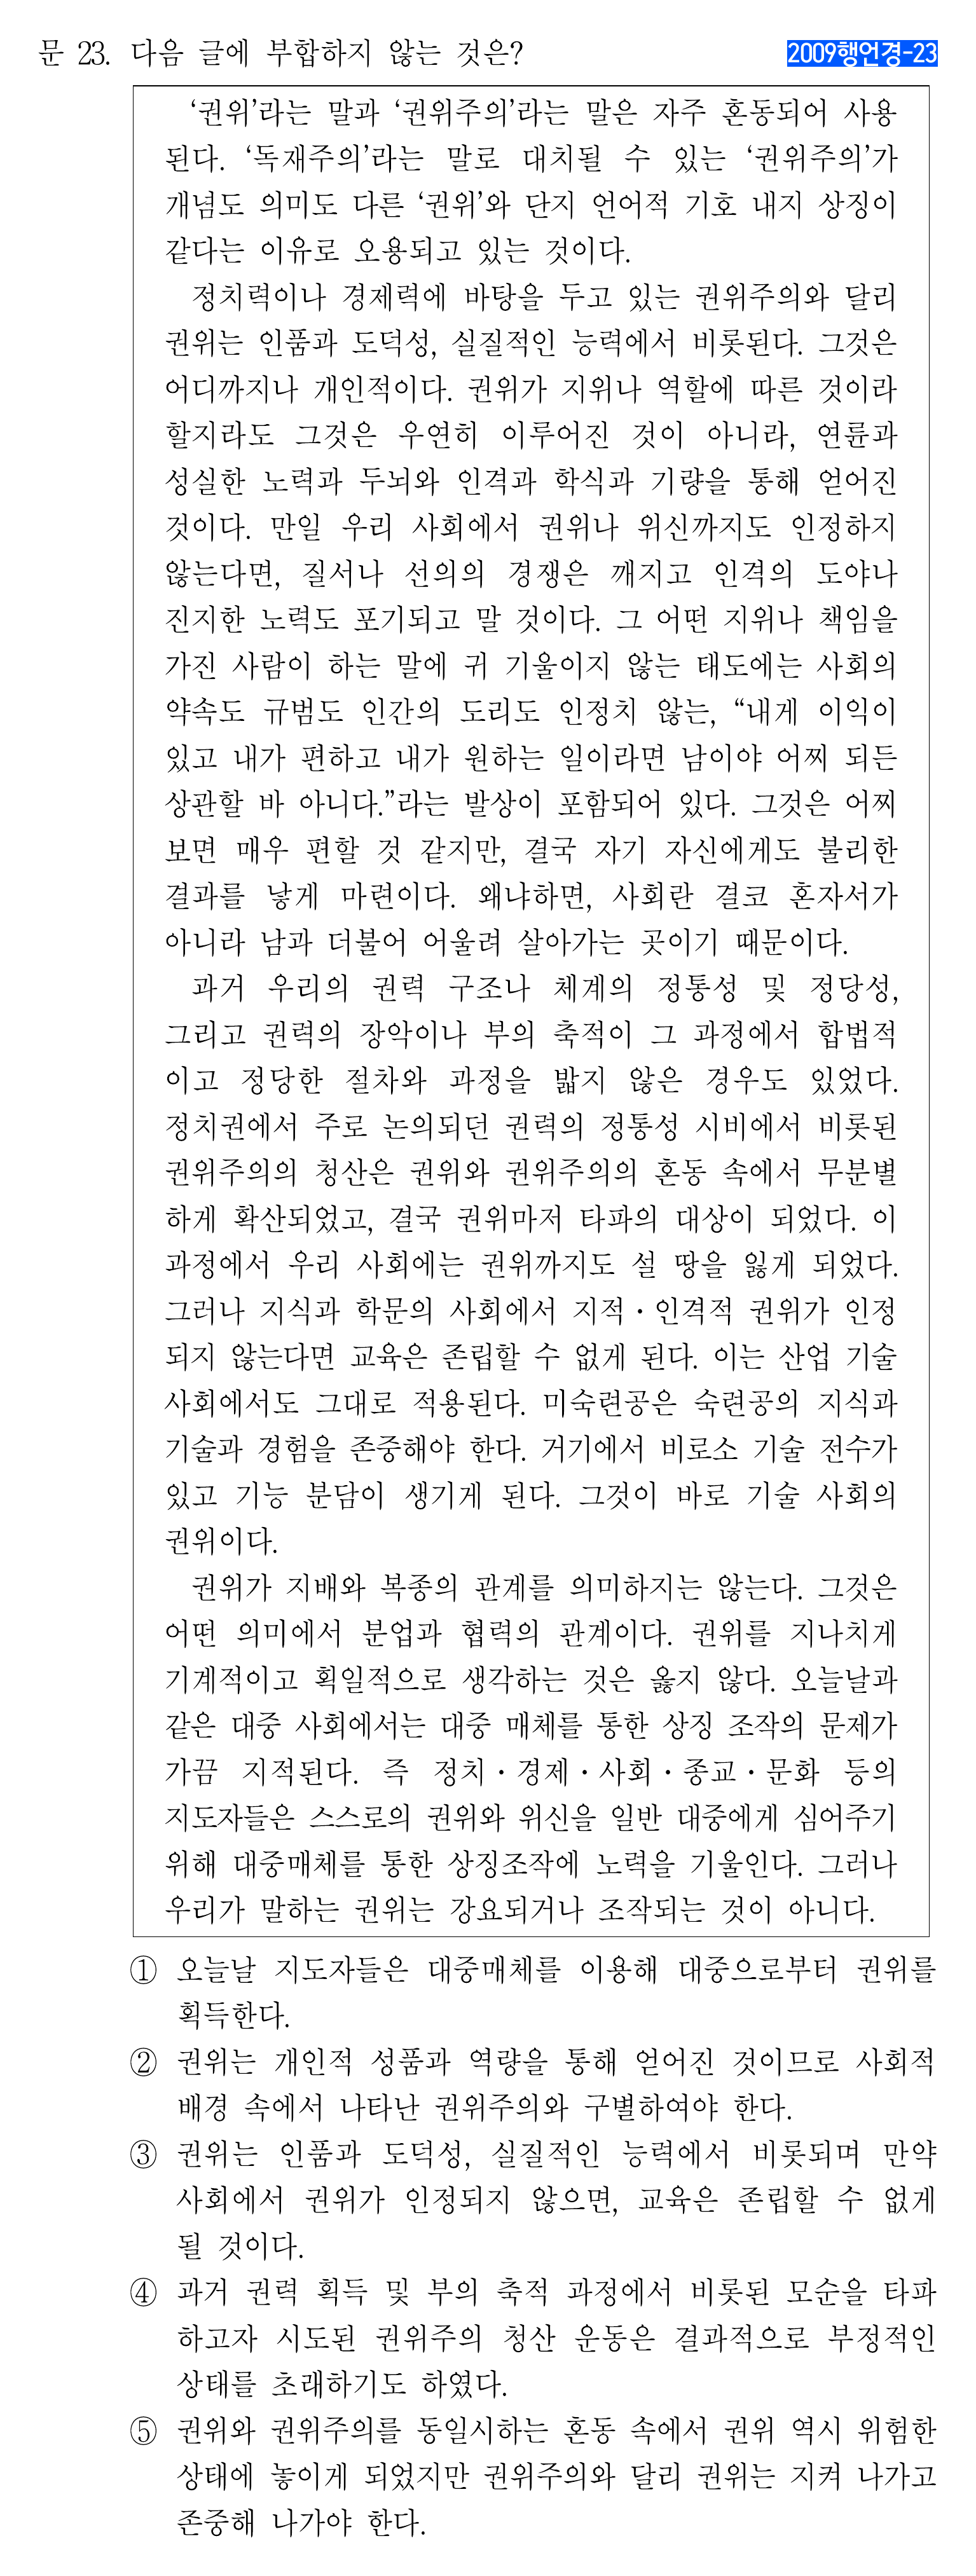 문 23. 다음 글에 부합하지 않는 것은?
2009행언경-23
‘권위’라는 말과 ‘권위주의’라는 말은 자주 혼동되어 사용
된다. ‘독재주의’라는 말로 대치될 수 있는 ‘권위주의’가
개념도 의미도 다른 ‘권위’와 단지 언어적 기호 내지 상징이
같다는 이유로 오용되고 있는 것이다.
정치력이나 경제력에 바탕을 두고 있는 권위주의와 달리
권위는 인품과 도덕성, 실질적인 능력에서 비롯된다. 그것은
어디까지나 개인적이다. 권위가 지위나 역할에 따른 것이라
할지라도 그것은 우연히 이루어진 것이 아니라, 연륜과
성실한 노력과 두뇌와 인격과 학식과 기량을 통해 얻어진
것이다. 만일 우리 사회에서 권위나 위신까지도 인정하지
않는다면, 질서나 선의의 경쟁은 깨지고 인격의 도야나
진지한 노력도 포기되고 말 것이다. 그 어떤 지위나 책임을
가진 사람이 하는 말에 귀 기울이지 않는 태도에는 사회의
약속도 규범도 인간의 도리도 인정치 않는, “내게 이익이
있고 내가 편하고 내가 원하는 일이라면 남이야 어찌 되든
상관할 바 아니다.”라는 발상이 포함되어 있다. 그것은 어찌
보면 매우 편할 것 같지만, 결국 자기 자신에게도 불리한
결과를 낳게 마련이다. 왜냐하면, 사회란 결코 혼자서가
아니라 남과 더불어 어울려 살아가는 곳이기 때문이다.
과거 우리의 권력 구조나 체계의 정통성 및 정당성,
그리고 권력의 장악이나 부의 축적이 그 과정에서 합법적
이고 정당한 절차와 과정을 밟지 않은 경우도 있었다.
정치권에서 주로 논의되던 권력의 정통성 시비에서 비롯된
권위주의의 청산은 권위와 권위주의의 혼동 속에서 무분별
하게 확산되었고, 결국 권위마저 타파의 대상이 되었다. 이
과정에서 우리 사회에는 권위까지도 설 땅을 잃게 되었다.
그러나 지식과 학문의 사회에서 지적・인격적 권위가 인정
되지 않는다면 교육은 존립할 수 없게 된다. 이는 산업 기술
사회에서도 그대로 적용된다. 미숙련공은 숙련공의 지식과
기술과 경험을 존중해야 한다. 거기에서 비로소 기술 전수가
있고 기능 분담이 생기게 된다. 그것이 바로 기술 사회의
권위이다.
권위가 지배와 복종의 관계를 의미하지는 않는다. 그것은
어떤 의미에서 분업과 협력의 관계이다. 권위를 지나치게
기계적이고 획일적으로 생각하는 것은 옳지 않다. 오늘날과
같은 대중 사회에서는 대중 매체를 통한 상징 조작의 문제가
가끔 지적된다. 즉 정치・경제・사회・종교・문화 등의
지도자들은 스스로의 권위와 위신을 일반 대중에게 심어주기
위해 대중매체를 통한 상징조작에 노력을 기울인다. 그러나
우리가 말하는 권위는 강요되거나 조작되는 것이 아니다.
① 오늘날 지도자들은 대중매체를 이용해 대중으로부터 권위를
획득한다.
② 권위는 개인적 성품과 역량을 통해 얻어진 것이므로 사회적
배경 속에서 나타난 권위주의와 구별하여야 한다.
③ 권위는 인품과 도덕성, 실질적인 능력에서 비롯되며 만약
사회에서 권위가 인정되지 않으면, 교육은 존립할 수 없게
될 것이다.
④ 과거 권력 획득 및 부의 축적 과정에서 비롯된 모순을 타파
하고자 시도된 권위주의 청산 운동은 결과적으로 부정적인
상태를 초래하기도 하였다.
⑤ 권위와 권위주의를 동일시하는 혼동 속에서 권위 역시 위험한
상태에 놓이게 되었지만 권위주의와 달리 권위는 지켜 나가고
존중해 나가야 한다.